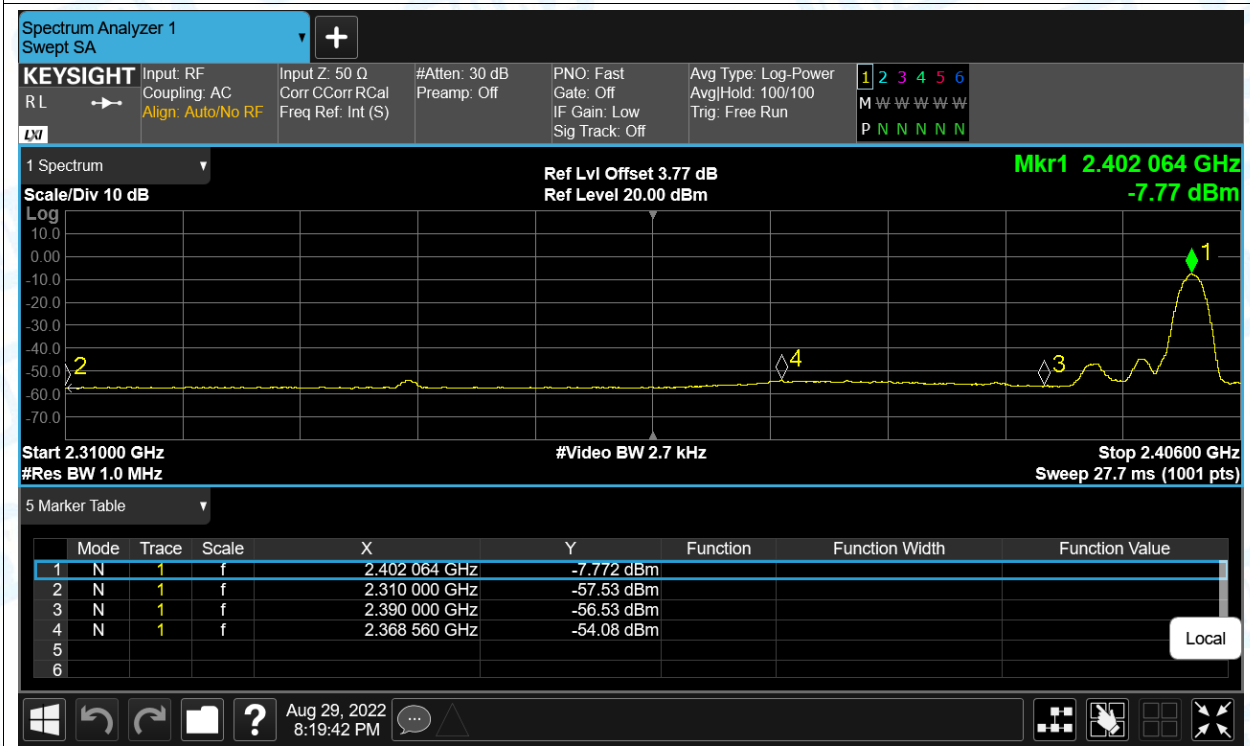 Spectrum Analyzer 1
Swept SA
KEYSIGHT
R L
LXI
Input: RF
Coupling: AC
Align: Auto/No RF
Input Z: 50 Ω
Corr CCorr RCal
Freq Ref: Int (S)
#Atten: 30 dB
Preamp: Off
PNO: Fast
Gate: Off
IF Gain: Low
Sig Track: Off
Avg Type: Log-Power
Avg|Hold: 100/100
Trig: Free Run
1 2 3 4 5 6
M W W W W W
P N N N N N
1 Spectrum
Scale/Div 10 dB
Ref Lvl Offset 3.77 dB
Ref Level 20.00 dBm
Mkr1 2.402 064 GHz
-7.77 dBm
Log
10.0
0.00
-10.0
-20.0
-30.0
-40.0
-50.0
-60.0
-70.0
1
2
4
3
Start 2.31000 GHz
#Video BW 2.7 kHz
Stop 2.40600 GHz
#Res BW 1.0 MHz
Sweep 27.7 ms (1001 pts)
5 Marker Table
Mode Trace Scale X Y Function Function Width Function Value
1 N 1 f 2.402 064 GHz -7.772 dBm
2 N 1 f 2.310 000 GHz -57.53 dBm
3 N 1 f 2.390 000 GHz -56.53 dBm
4 N 1 f 2.368 560 GHz -54.08 dBm
5
6
Local
?
Aug 29, 2022
8:19:42 PM